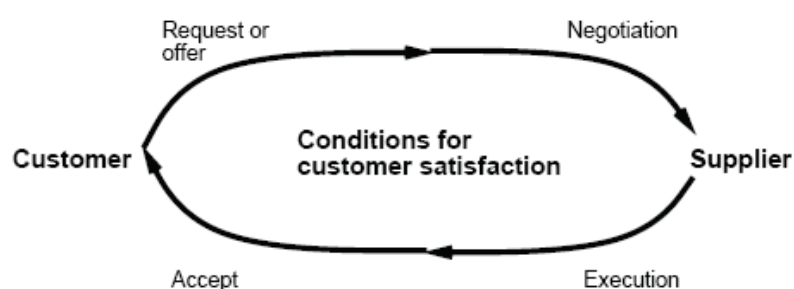 Request or
offer
Negotiation
Conditions for
customer satisfaction
Customer
Supplier
Accept
Execution